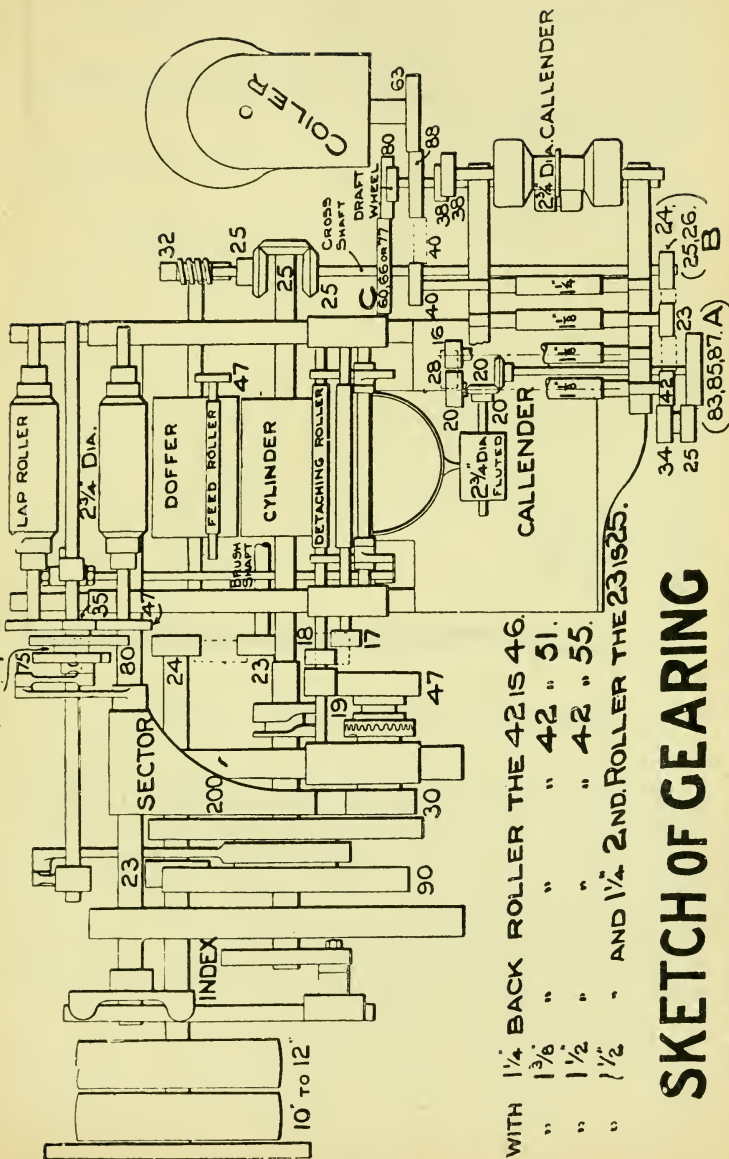 COILER
63
88
80
DRAFT WHEEL
38
38
2¾" DIA. CALLENDER
32
25
CROSS SHAFT
25
25
C 60, 66 OR 77
40
40
1¼"
24.
(25, 26.)
B
LAP ROLLER
2¾" DIA.
DOFFER
FEED ROLLER
47
CYLINDER
DETACHING ROLLER
16
28
20
20
20
1⅛"
1⅛"
1⅛"
23
42
(83, 85, 87, A)
34
25
2¾" DIA FLUTED
CALLENDER
BRUSH SHAFT
35
47
75
80
24
23
18
17
19
47
SECTOR
200
30
23
90
INDEX
10" TO 12"
WITH 1¼" BACK ROLLER THE 42 IS 46.
" 1⅜" " " " 42 " 51.
" 1½" " " " 42 " 55.
" 1½" " AND 1¼" 2ND. ROLLER THE 23 IS 25.
SKETCH OF GEARING